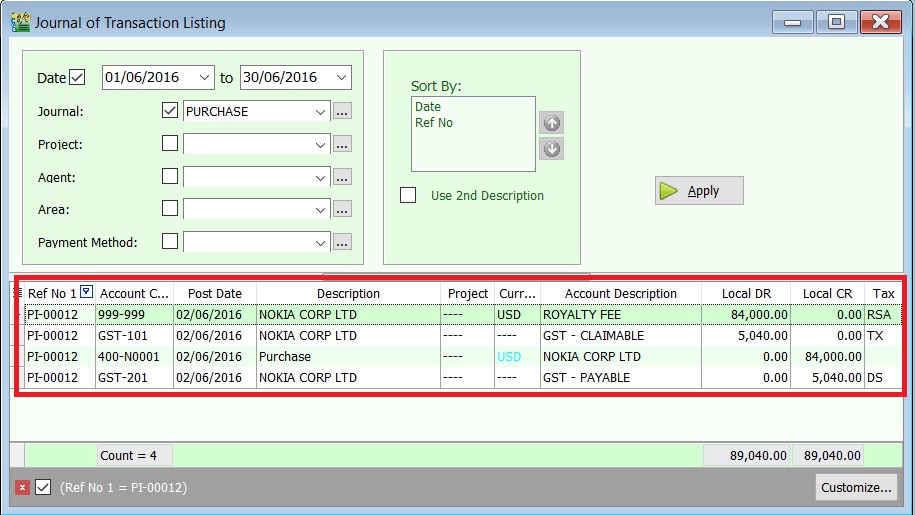 Journal of Transaction Listing
Date 01/06/2016 to 30/06/2016
Journal: PURCHASE ...
Project: ...
Agent: ...
Area: ...
Payment Method: ...
Sort By:
Date
Ref No
Use 2nd Description
Apply
Ref No 1 Account C... Post Date Description Project Curr... Account Description Local DR Local CR Tax
PI-00012 999-999 02/06/2016 NOKIA CORP LTD ---- USD ROYALTY FEE 84,000.00 0.00 RSA
PI-00012 GST-101 02/06/2016 NOKIA CORP LTD ---- ---- GST - CLAIMABLE 5,040.00 0.00 TX
PI-00012 400-N0001 02/06/2016 Purchase ---- USD NOKIA CORP LTD 0.00 84,000.00
PI-00012 GST-201 02/06/2016 NOKIA CORP LTD ---- ---- GST - PAYABLE 0.00 5,040.00 DS
Count = 4 89,040.00 89,040.00
(Ref No 1 = PI-00012) Customize...